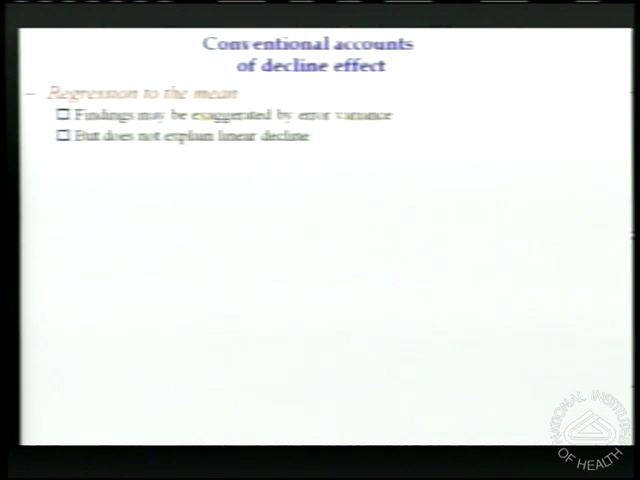 Conventional accounts
of decline effect
– Regression to the mean
Findings may be exaggerated by error variance
But does not explain linear decline
NATIONAL INSTITUTES
OF HEALTH